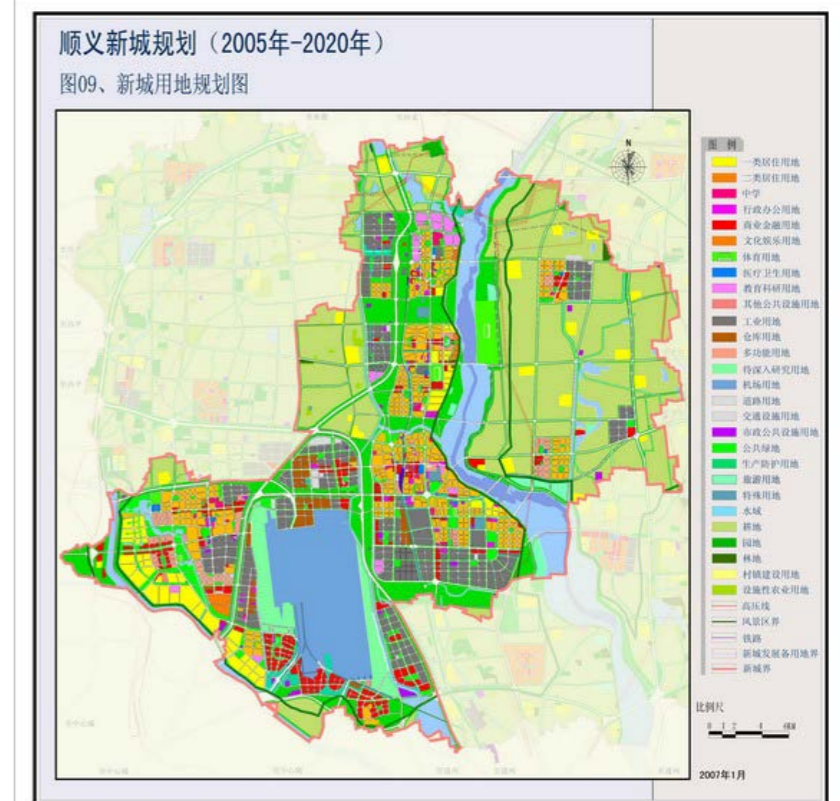 顺义新城规划（2005年-2020年）
图09、新城用地规划图
N
图 例
一类居住用地
二类居住用地
中学
行政办公用地
商业金融用地
文化娱乐用地
体育用地
医疗卫生用地
教育科研用地
其他公共设施用地
工业用地
仓库用地
多功能用地
待深入研究用地
机场用地
道路用地
交通设施用地
市政公共设施用地
公共绿地
生产防护用地
旅游用地
特殊用地
水域
耕地
园地
林地
村镇建设用地
设施性农业用地
高压线
风景区界
铁路
新城发展备用地界
新城界
比例尺
0 1 2 4 6KM
2007年1月